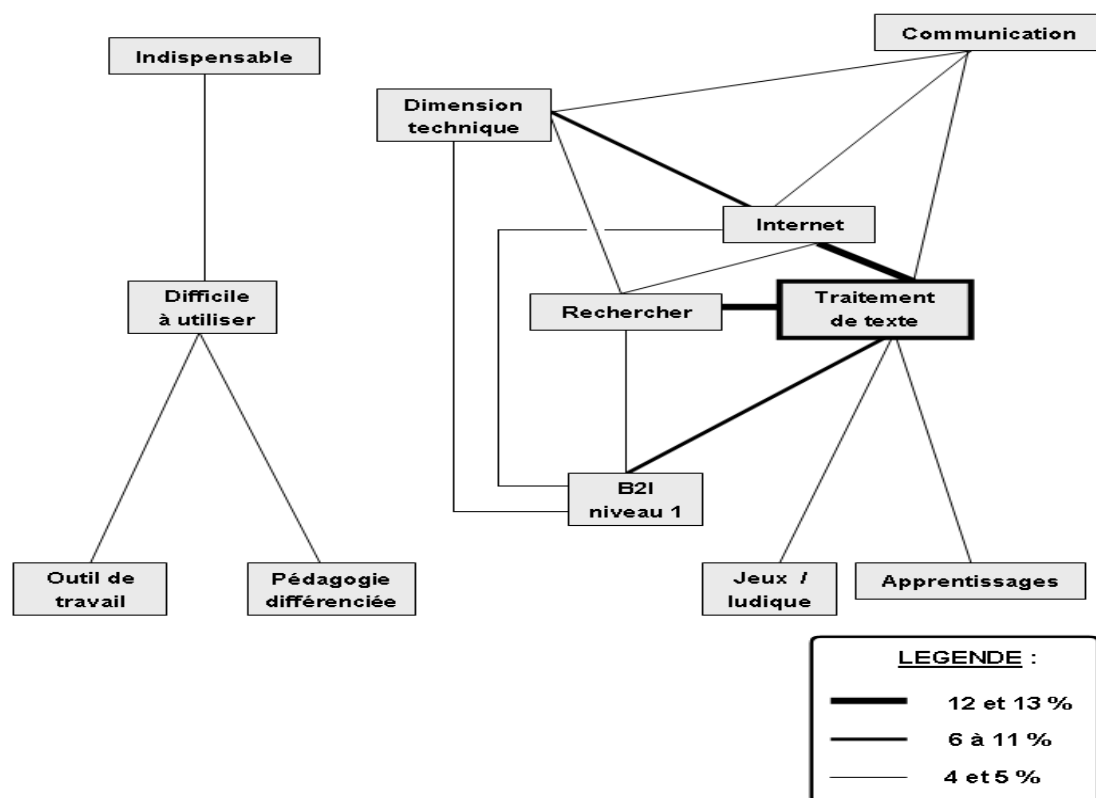 Communication
Indispensable
Dimension
technique
Internet
Difficile
à utiliser
Rechercher
Traitement
de texte
B2I
niveau 1
Outil de
travail
Pédagogie
différenciée
Jeux /
ludique
Apprentissages
LEGENDE :
12 et 13 %
6 à 11 %
4 et 5 %